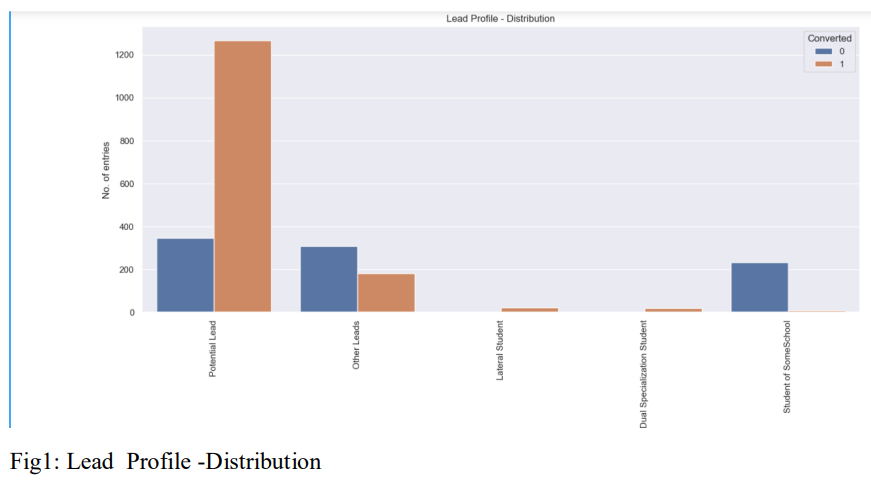 Lead Profile - Distribution
Converted
0
1
1200
1000
800
600
400
200
0
No. of entries
Potential Lead
Other Leads
Lateral Student
Dual Specialization Student
Student of SomeSchool
Fig1: Lead  Profile -Distribution